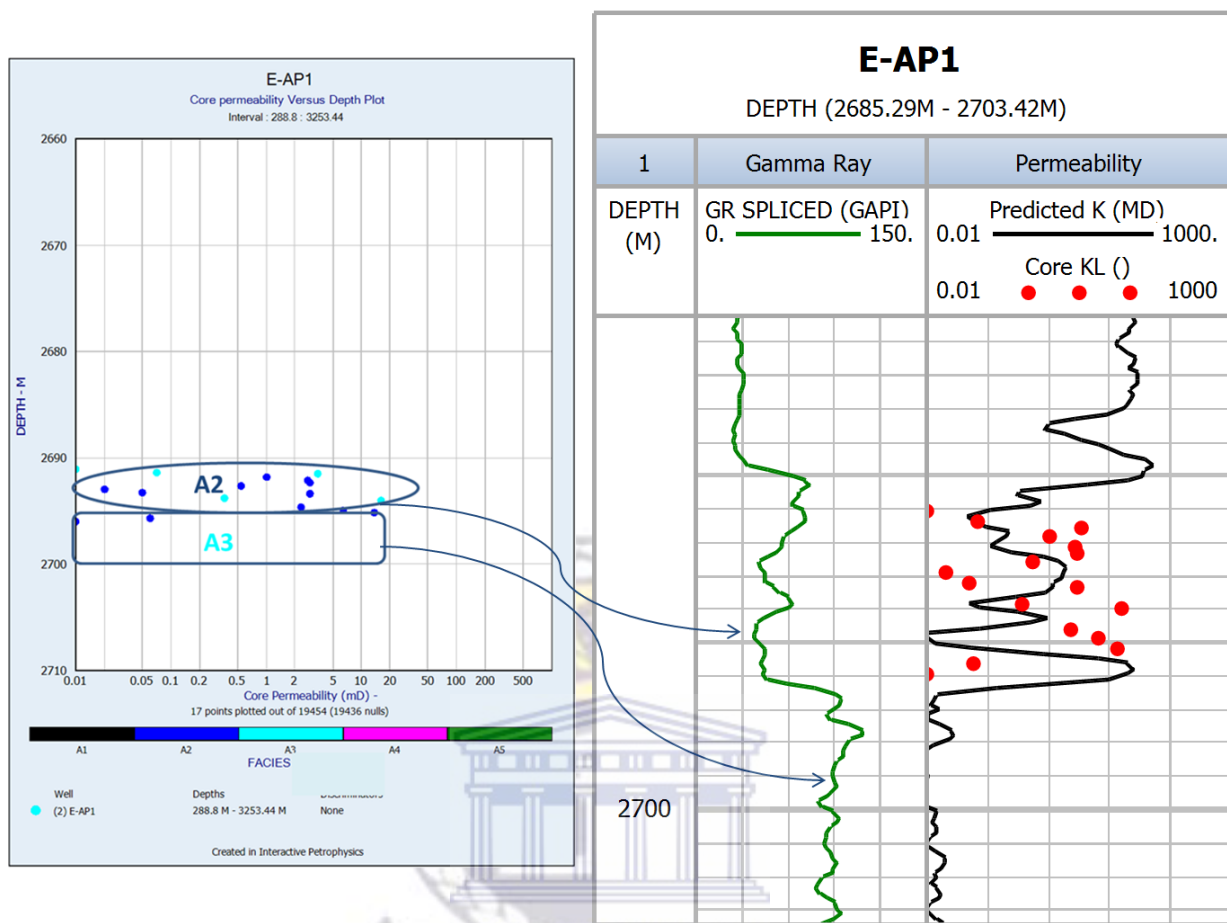 E-AP1
Core permeability Versus Depth Plot
Interval : 288.8 : 3253.44
2660
2670
2680
2690
2700
2710
DEPTH - M
A2
A3
0.01 0.05 0.1 0.2 0.5 1 2 5 10 20 50 100 200 500
Core Permeability (mD) -
17 points plotted out of 19454 (19436 nulls)
A1 A2 A3 A4 A5
FACIES
Well Depths
(2) E-AP1 288.8 M - 3253.44 M None
Created in Interactive Petrophysics
E-AP1
DEPTH (2685.29M - 2703.42M)
1 Gamma Ray Permeability
DEPTH (M)
GR SPLICED (GAPI)
0. 150.
Predicted K (MD)
0.01 1000.
Core KL ()
0.01 1000
2700